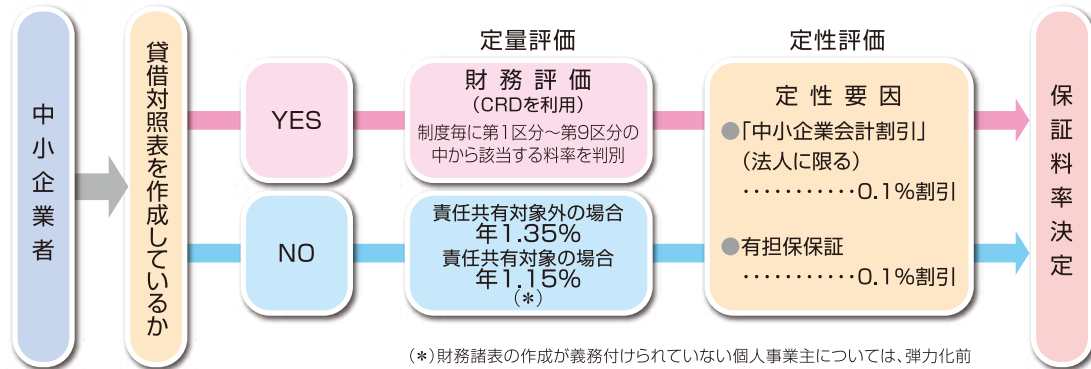 中小企業者
貸借対照表を作成しているか
YES
NO
定量評価
財務評価
(CRDを利用)
制度毎に第1区分～第9区分の
中から該当する料率を判別
責任共有対象外の場合
年1.35%
責任共有対象の場合
年1.15%
(*)
定性評価
定性要因
●「中小企業会計割引」
(法人に限る)
‥‥‥‥‥‥0.1%割引
●有担保保証
‥‥‥‥‥‥0.1%割引
保証料率決定
(*)財務諸表の作成が義務付けられていない個人事業主については、弾力化前